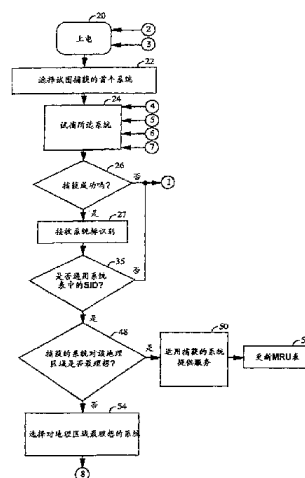 20
上电
2
3
22
选择试图捕获的首个系统
24
试捕所选系统
4
5
6
7
26
捕获成功吗?
否
1
是
27
接收系统标识别
35
是否通用系统
表中的SID?
否
是
48
捕获的系统对该地理
区域是否最理想?
是
50
运用捕获的系统
提供服务
更新MRU表
否
54
选择对地理区域最理想的系统
8